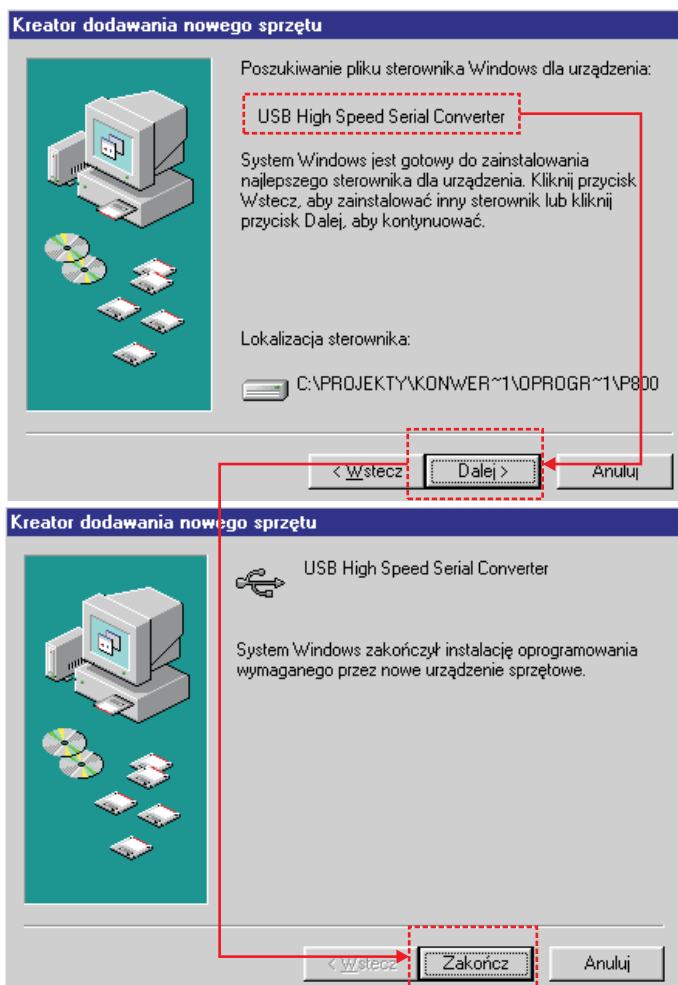 Kreator dodawania nowego sprzętu
Poszukiwanie pliku sterownika Windows dla urządzenia:
USB High Speed Serial Converter
System Windows jest gotowy do zainstalowania
najlepszego sterownika dla urządzenia. Kliknij przycisk
Wstecz, aby zainstalować inny sterownik lub kliknij
przycisk Dalej, aby kontynuować.
Lokalizacja sterownika:
C:\PROJEKTY\KONWER~1\OPROGR~1\P800
< Wstecz Dalej > Anuluj
Kreator dodawania nowego sprzętu
USB High Speed Serial Converter
System Windows zakończył instalację oprogramowania
wymaganego przez nowe urządzenie sprzętowe.
< Wstecz Zakończ Anuluj